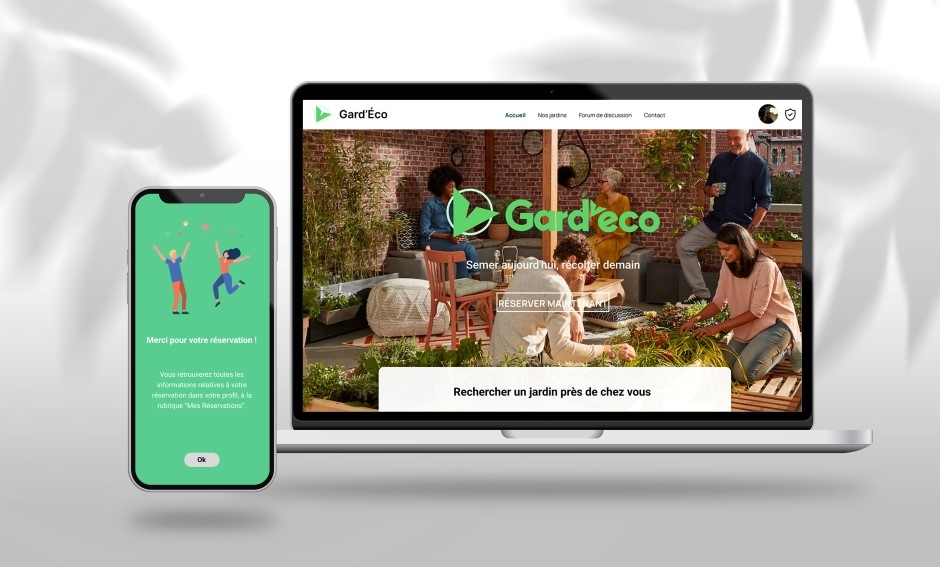 Gard'Éco
Accueil Nos jardins Forum de discussion Contact
Gard'eco
Semer aujourd'hui, récolter demain
RÉSERVER MAINTENANT
Rechercher un jardin près de chez vous
Merci pour votre réservation !
Vous retrouverez toutes les
informations relatives à votre
réservation dans votre profil, à la
rubrique "Mes Réservations".
Ok